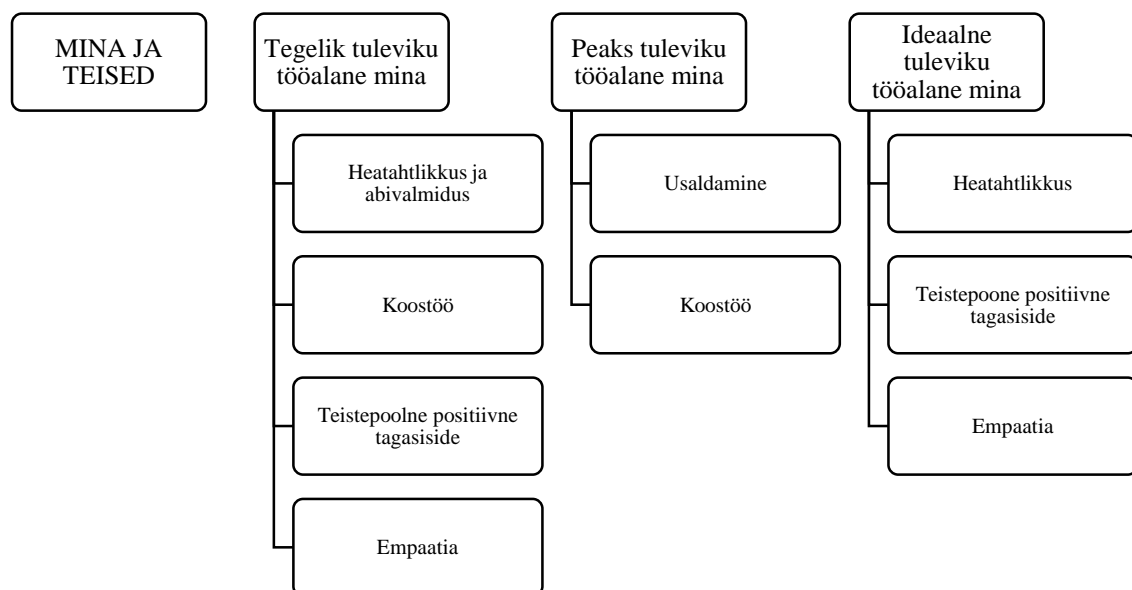 MINA JA
TEISED
Tegelik tuleviku
tööalane mina
Heatahtlikkus ja
abivalmidus
Koostöö
Teistepoolne positiivne
tagasiside
Empaatia
Peaks tuleviku
tööalane mina
Usaldamine
Koostöö
Ideaalne
tuleviku
tööalane mina
Heatahtlikkus
Teistepoone positiivne
tagasiside
Empaatia